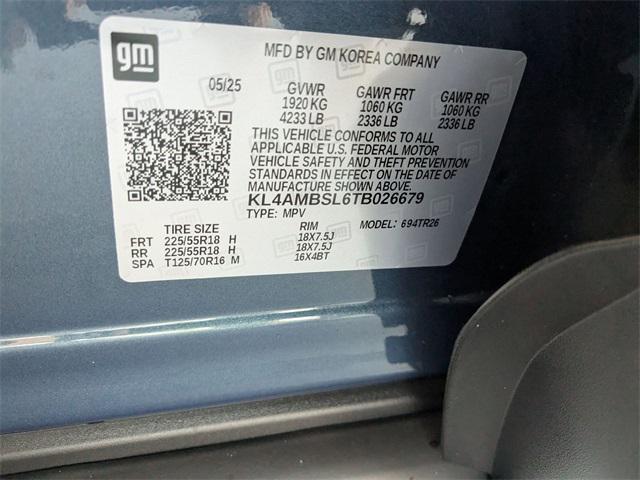 gm
MFD BY GM KOREA COMPANY
05/25
GVWR GAWR FRT GAWR RR
1920 KG 1060 KG 1060 KG
4233 LB 2336 LB 2336 LB
THIS VEHICLE CONFORMS TO ALL
APPLICABLE U.S. FEDERAL MOTOR
VEHICLE SAFETY AND THEFT PREVENTION
STANDARDS IN EFFECT ON THE DATE OF
MANUFACTURE SHOWN ABOVE.
KL4AMBSL6TB026679
TYPE: MPV MODEL: 694TR26
TIRE SIZE RIM
FRT 225/55R18 H 18X7.5J
RR 225/55R18 H 18X7.5J
SPA T125/70R16 M 16X4BT